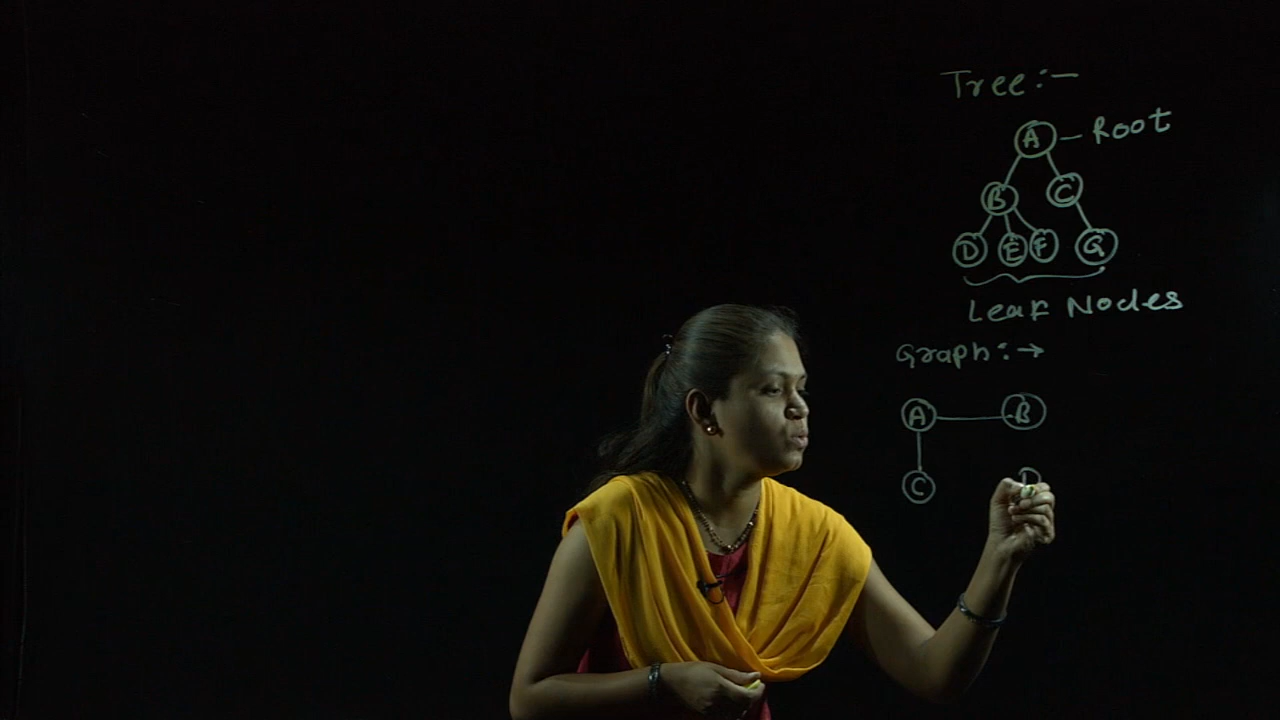 Tree:-
A - Root
B C
D E F G
Leaf Nodes
Graph:→
A B
C D